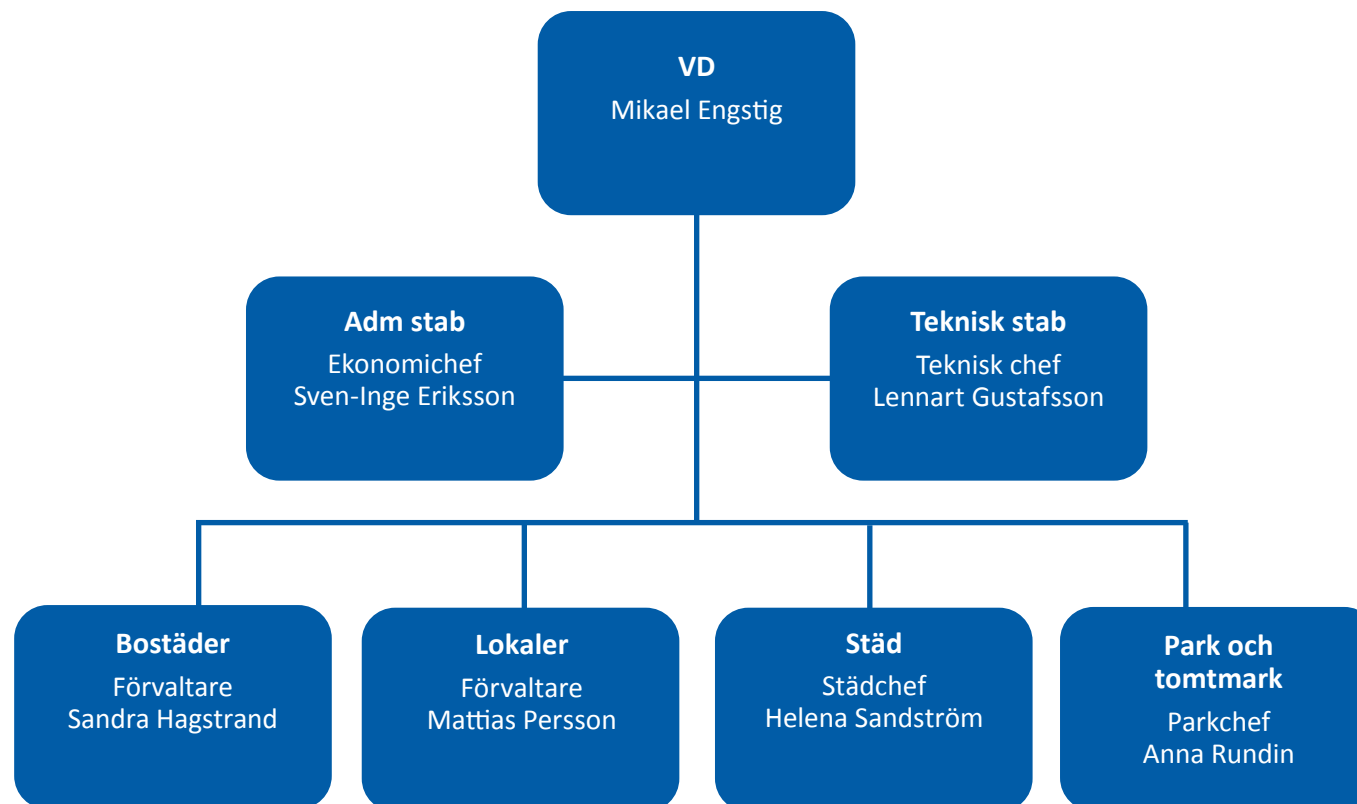 VD
Mikael Engstig
Adm stab
Ekonomichef
Sven-Inge Eriksson
Teknisk stab
Teknisk chef
Lennart Gustafsson
Bostäder
Förvaltare
Sandra Hagstrand
Lokaler
Förvaltare
Mattias Persson
Städ
Städchef
Helena Sandström
Park och
tomtmark
Parkchef
Anna Rundin